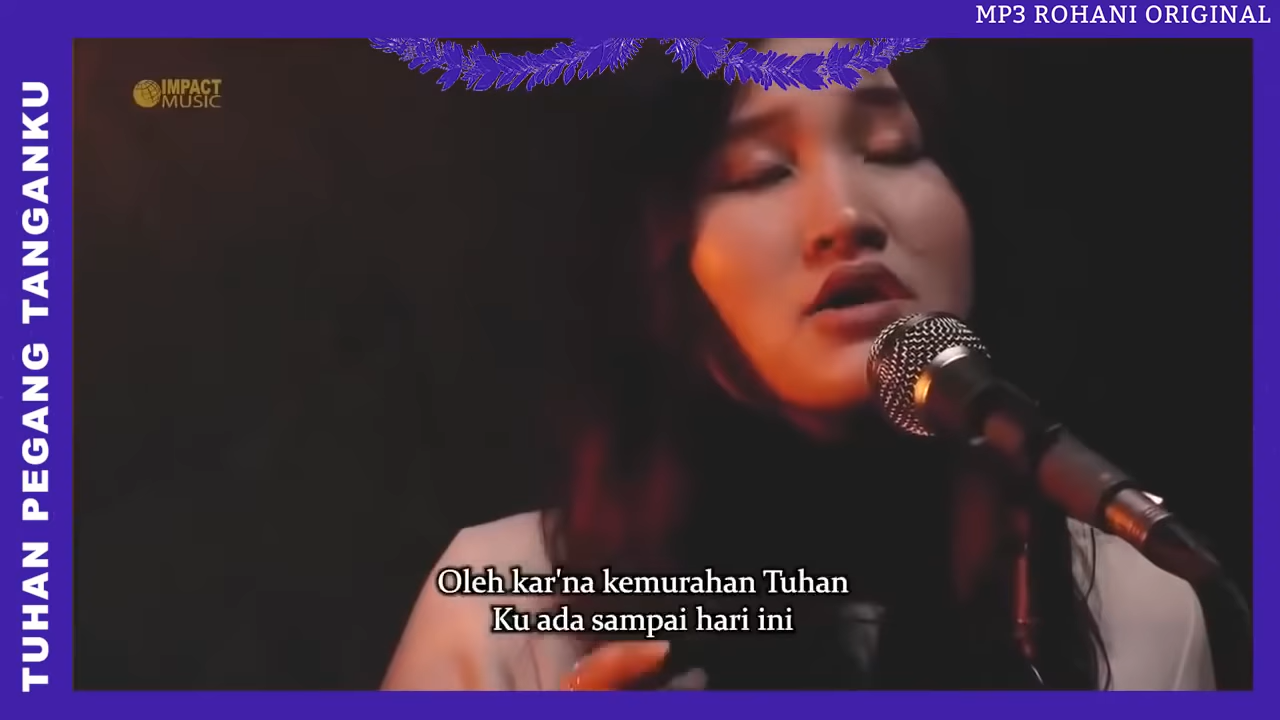 MP3 ROHANI ORIGINAL
IMPACT
MUSIC
TUHAN PEGANG TANGANKU
Oleh kar'na kemurahan Tuhan
Ku ada sampai hari ini